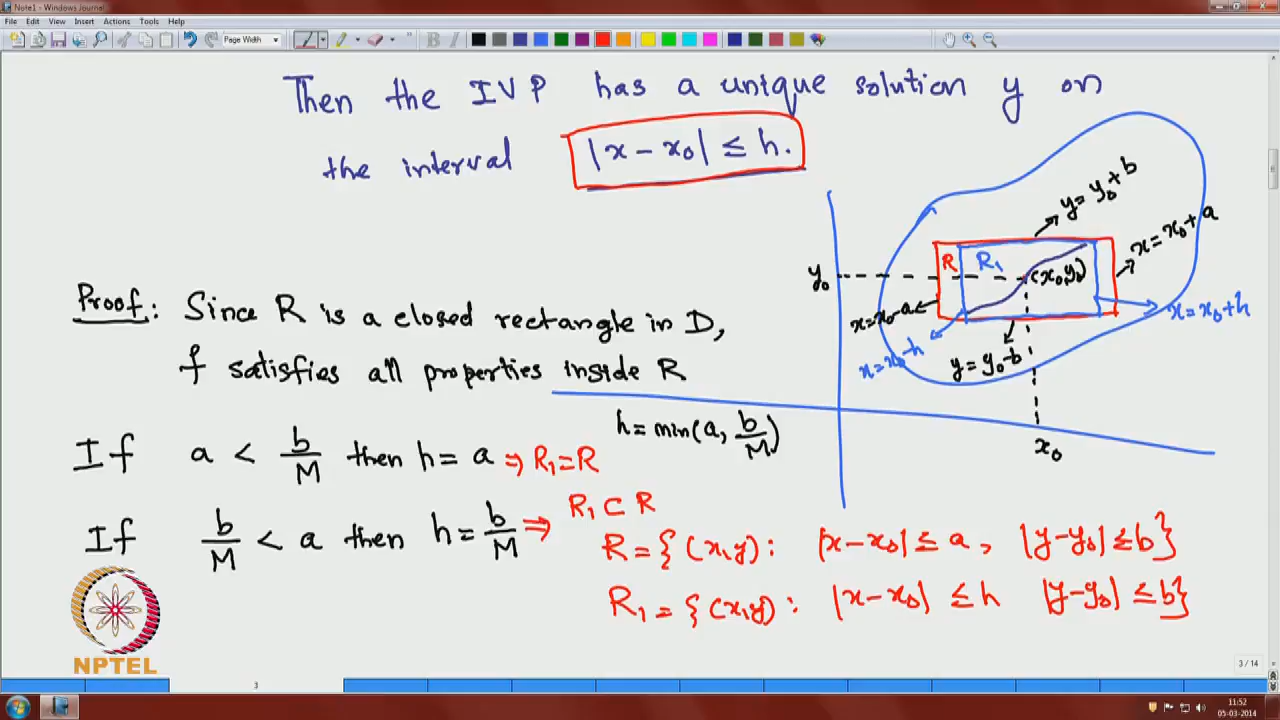 Note1 - Windows Journal
File Edit View Insert Actions Tools Help
Page Width
B I
Then the IVP has a unique solution y on
the interval |x - x₀| ≤ h.
y = y₀ + b
x = x₀ + a
y₀
R R₁ (x₀,y₀)
x = x₀ - a
x = x₀ + h
x = x₀ - h
y = y₀ - b
x₀
Proof: Since R is a closed rectangle in D,
f satisfies all properties inside R
h = min(a, b/M)
If a < b/M then h = a ⇒ R₁ = R
If b/M < a then h = b/M ⇒ R₁ ⊂ R
R = { (x,y) : |x - x₀| ≤ a, |y - y₀| ≤ b}
R₁ = { (x,y) : |x - x₀| ≤ h |y - y₀| ≤ b}
NPTEL
3 / 14
3
11:52
05-03-2014